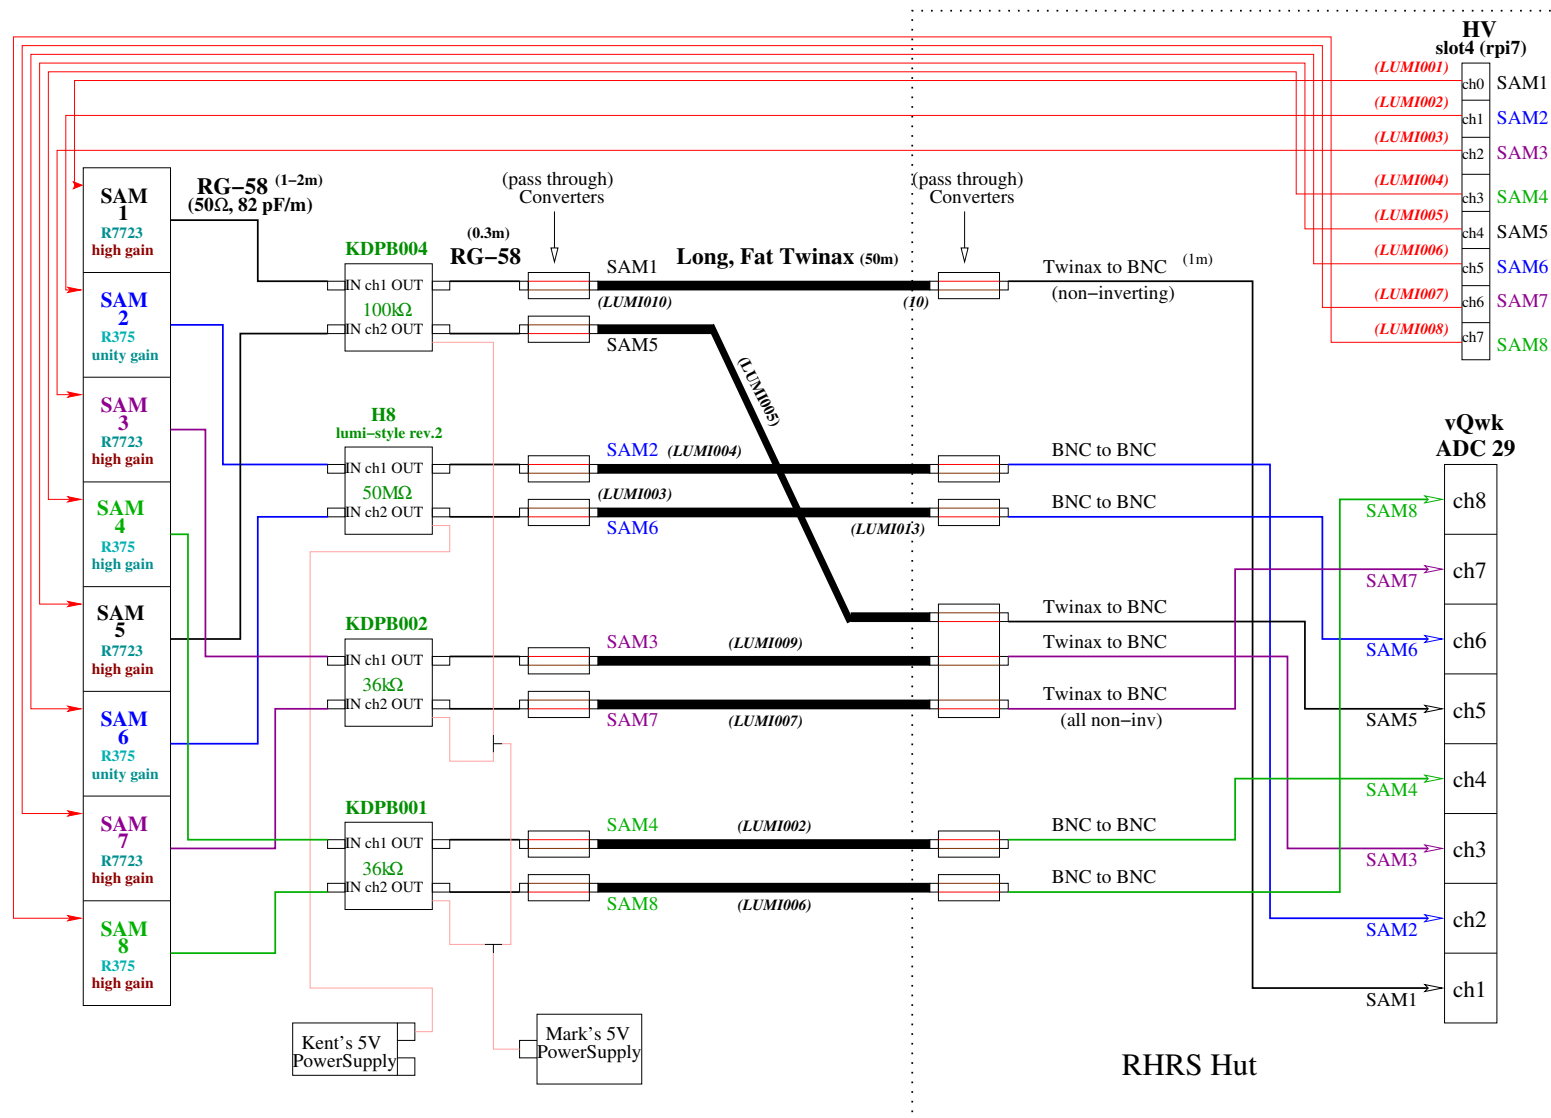 HV
slot4 (rpi7)
(LUMI001)
ch0 SAM1
(LUMI002)
ch1 SAM2
(LUMI003)
ch2 SAM3
(LUMI004)
ch3 SAM4
(LUMI005)
ch4 SAM5
(LUMI006)
ch5 SAM6
(LUMI007)
ch6 SAM7
(LUMI008)
ch7 SAM8
SAM
1
R7723
high gain
SAM
2
R375
unity gain
SAM
3
R7723
high gain
SAM
4
R375
high gain
SAM
5
R7723
high gain
SAM
6
R375
unity gain
SAM
7
R7723
high gain
SAM
8
R375
high gain
RG−58 (1−2m)
(50Ω, 82 pF/m)
KDPB004
IN ch1 OUT
100kΩ
IN ch2 OUT
H8
lumi−style rev.2
IN ch1 OUT
50MΩ
IN ch2 OUT
KDPB002
IN ch1 OUT
36kΩ
IN ch2 OUT
KDPB001
IN ch1 OUT
36kΩ
IN ch2 OUT
(0.3m)
RG−58
(pass through)
Converters
Long, Fat Twinax (50m)
(pass through)
Converters
SAM1
(LUMI010)
(10)
SAM5
(LUMI005)
SAM2
(LUMI004)
(LUMI003)
SAM6
(LUMI013)
SAM3
(LUMI009)
SAM7
(LUMI007)
SAM4
(LUMI002)
SAM8
(LUMI006)
Twinax to BNC (1m)
(non−inverting)
BNC to BNC
BNC to BNC
Twinax to BNC
Twinax to BNC
Twinax to BNC
(all non−inv)
BNC to BNC
BNC to BNC
vQwk
ADC 29
SAM8
ch8
SAM7
ch7
SAM6
ch6
SAM5
ch5
SAM4
ch4
SAM3
ch3
SAM2
ch2
SAM1
ch1
Kent's 5V
PowerSupply
Mark's 5V
PowerSupply
RHRS Hut